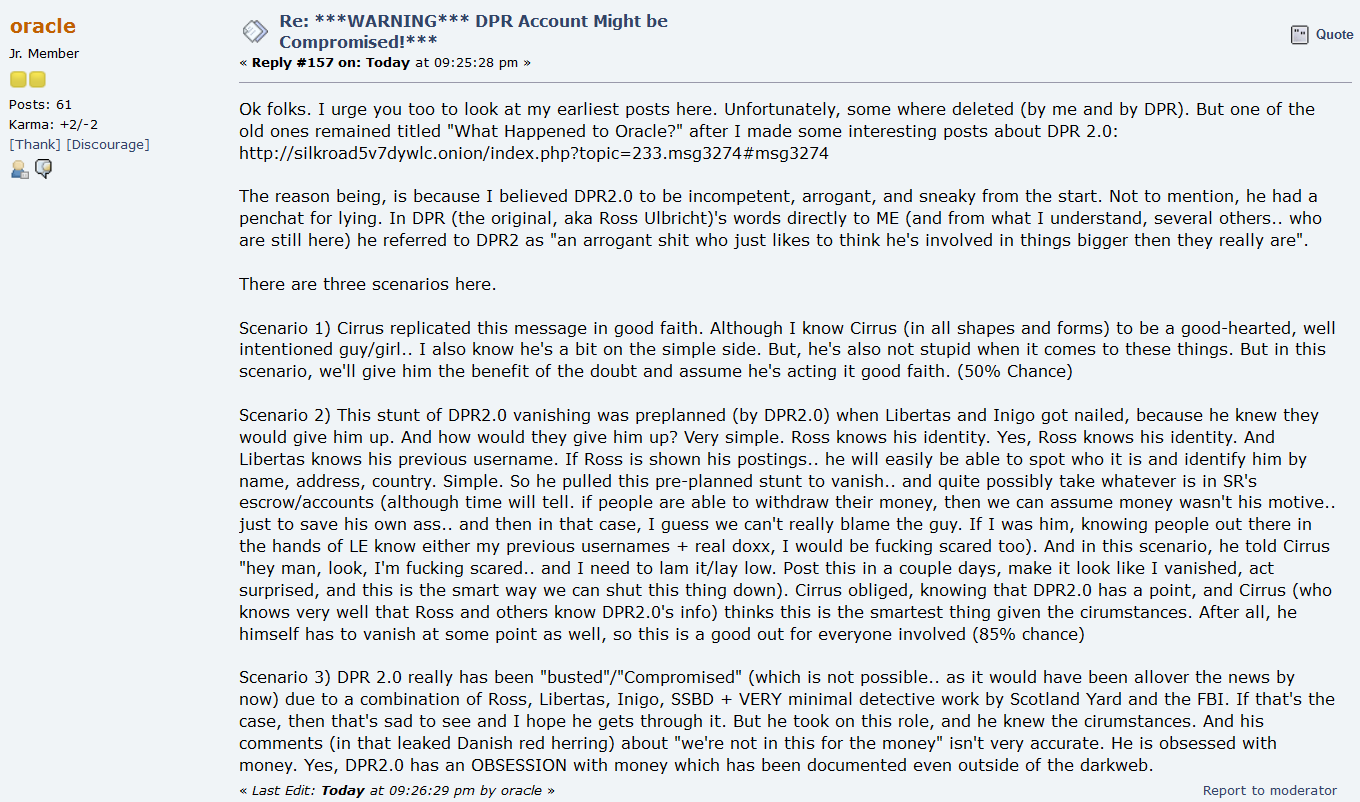 oracle
Jr. Member
Posts: 61
Karma: +2/-2
[Thank] [Discourage]
Re: ***WARNING*** DPR Account Might be
Compromised!***
« Reply #157 on: Today at 09:25:28 pm »
Quote
Ok folks. I urge you too to look at my earliest posts here. Unfortunately, some where deleted (by me and by DPR). But one of the
old ones remained titled "What Happened to Oracle?" after I made some interesting posts about DPR 2.0:
http://silkroad5v7dywlc.onion/index.php?topic=233.msg3274#msg3274
The reason being, is because I believed DPR2.0 to be incompetent, arrogant, and sneaky from the start. Not to mention, he had a
penchat for lying. In DPR (the original, aka Ross Ulbricht)'s words directly to ME (and from what I understand, several others.. who
are still here) he referred to DPR2 as "an arrogant shit who just likes to think he's involved in things bigger then they really are".
There are three scenarios here.
Scenario 1) Cirrus replicated this message in good faith. Although I know Cirrus (in all shapes and forms) to be a good-hearted, well
intentioned guy/girl.. I also know he's a bit on the simple side. But, he's also not stupid when it comes to these things. But in this
scenario, we'll give him the benefit of the doubt and assume he's acting it good faith. (50% Chance)
Scenario 2) This stunt of DPR2.0 vanishing was preplanned (by DPR2.0) when Libertas and Inigo got nailed, because he knew they
would give him up. And how would they give him up? Very simple. Ross knows his identity. Yes, Ross knows his identity. And
Libertas knows his previous username. If Ross is shown his postings.. he will easily be able to spot who it is and identify him by
name, address, country. Simple. So he pulled this pre-planned stunt to vanish.. and quite possibly take whatever is in SR's
escrow/accounts (although time will tell. if people are able to withdraw their money, then we can assume money wasn't his motive..
just to save his own ass.. and then in that case, I guess we can't really blame the guy. If I was him, knowing people out there in
the hands of LE know either my previous usernames + real doxx, I would be fucking scared too). And in this scenario, he told Cirrus
"hey man, look, I'm fucking scared.. and I need to lam it/lay low. Post this in a couple days, make it look like I vanished, act
surprised, and this is the smart way we can shut this thing down). Cirrus obliged, knowing that DPR2.0 has a point, and Cirrus (who
knows very well that Ross and others know DPR2.0's info) thinks this is the smartest thing given the cirumstances. After all, he
himself has to vanish at some point as well, so this is a good out for everyone involved (85% chance)
Scenario 3) DPR 2.0 really has been "busted"/"Compromised" (which is not possible.. as it would have been allover the news by
now) due to a combination of Ross, Libertas, Inigo, SSBD + VERY minimal detective work by Scotland Yard and the FBI. If that's the
case, then that's sad to see and I hope he gets through it. But he took on this role, and he knew the cirumstances. And his
comments (in that leaked Danish red herring) about "we're not in this for the money" isn't very accurate. He is obsessed with
money. Yes, DPR2.0 has an OBSESSION with money which has been documented even outside of the darkweb.
« Last Edit: Today at 09:26:29 pm by oracle »
Report to moderator